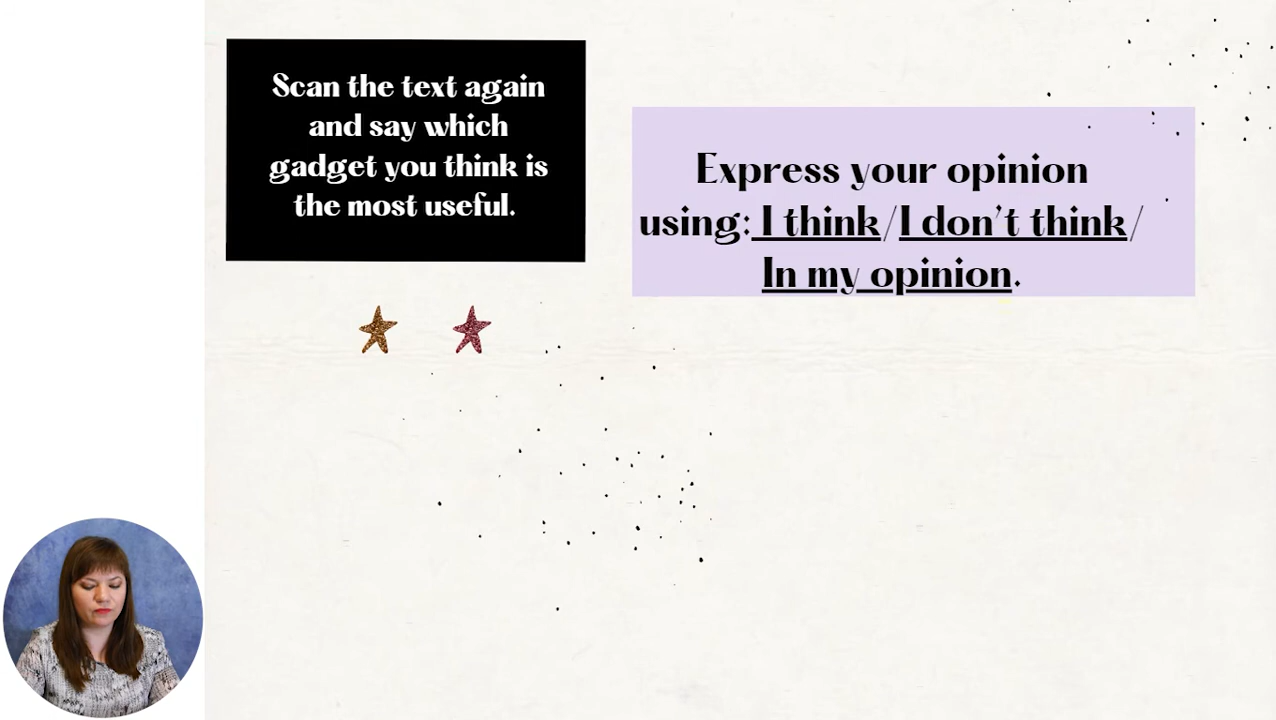 Scan the text again
and say which
gadget you think is
the most useful.
Express your opinion
using: I think/I don't think/
In my opinion.